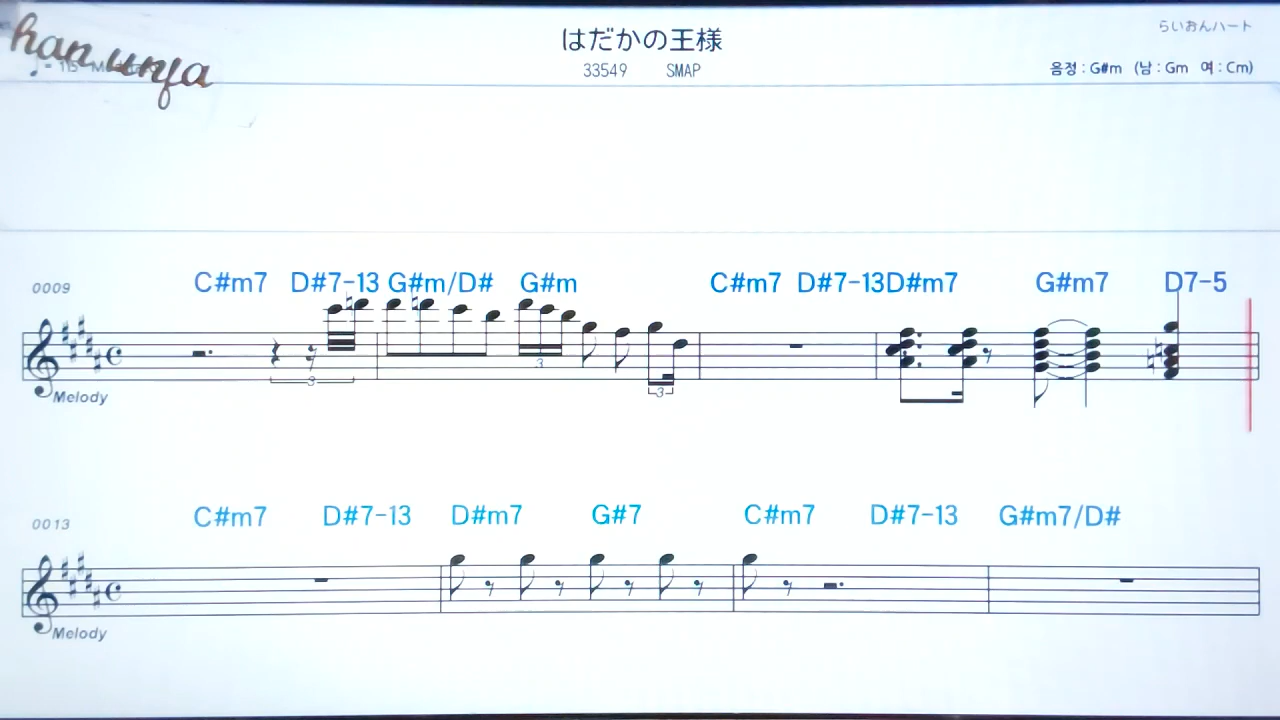 han unya
はだかの王様
らいおんハート
33549 SMAP
음정 : G#m (남 : Gm 여 : Cm)
0009
C#m7 D#7-13 G#m/D# G#m C#m7 D#7-13 D#m7 G#m7 D7-5
3 3 3
Melody
0013
C#m7 D#7-13 D#m7 G#7 C#m7 D#7-13 G#m7/D#
Melody